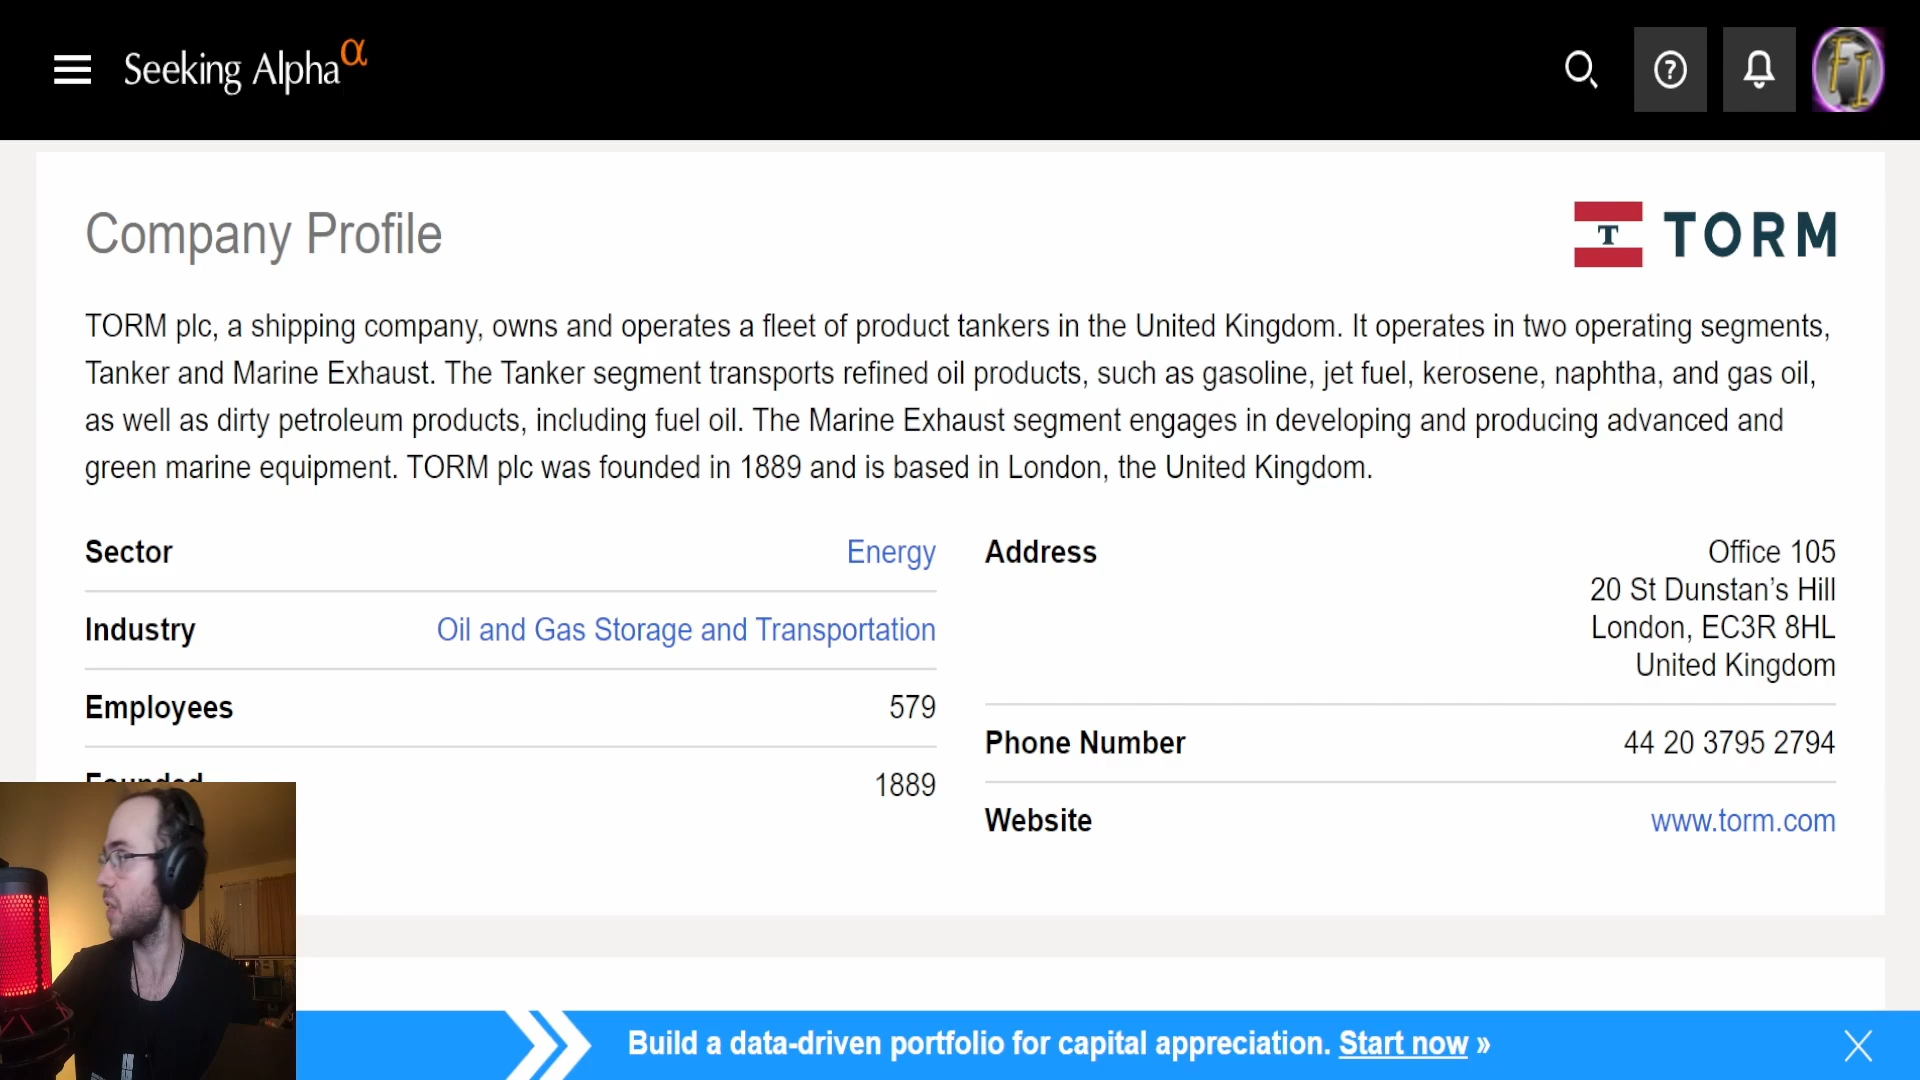 Seeking Alpha α
FI
Company Profile
T TORM
TORM plc, a shipping company, owns and operates a fleet of product tankers in the United Kingdom. It operates in two operating segments,
Tanker and Marine Exhaust. The Tanker segment transports refined oil products, such as gasoline, jet fuel, kerosene, naphtha, and gas oil,
as well as dirty petroleum products, including fuel oil. The Marine Exhaust segment engages in developing and producing advanced and
green marine equipment. TORM plc was founded in 1889 and is based in London, the United Kingdom.
Sector Energy
Industry Oil and Gas Storage and Transportation
Employees 579
Founded 1889
Address Office 105
20 St Dunstan’s Hill
London, EC3R 8HL
United Kingdom
Phone Number 44 20 3795 2794
Website www.torm.com
Build a data-driven portfolio for capital appreciation. Start now »